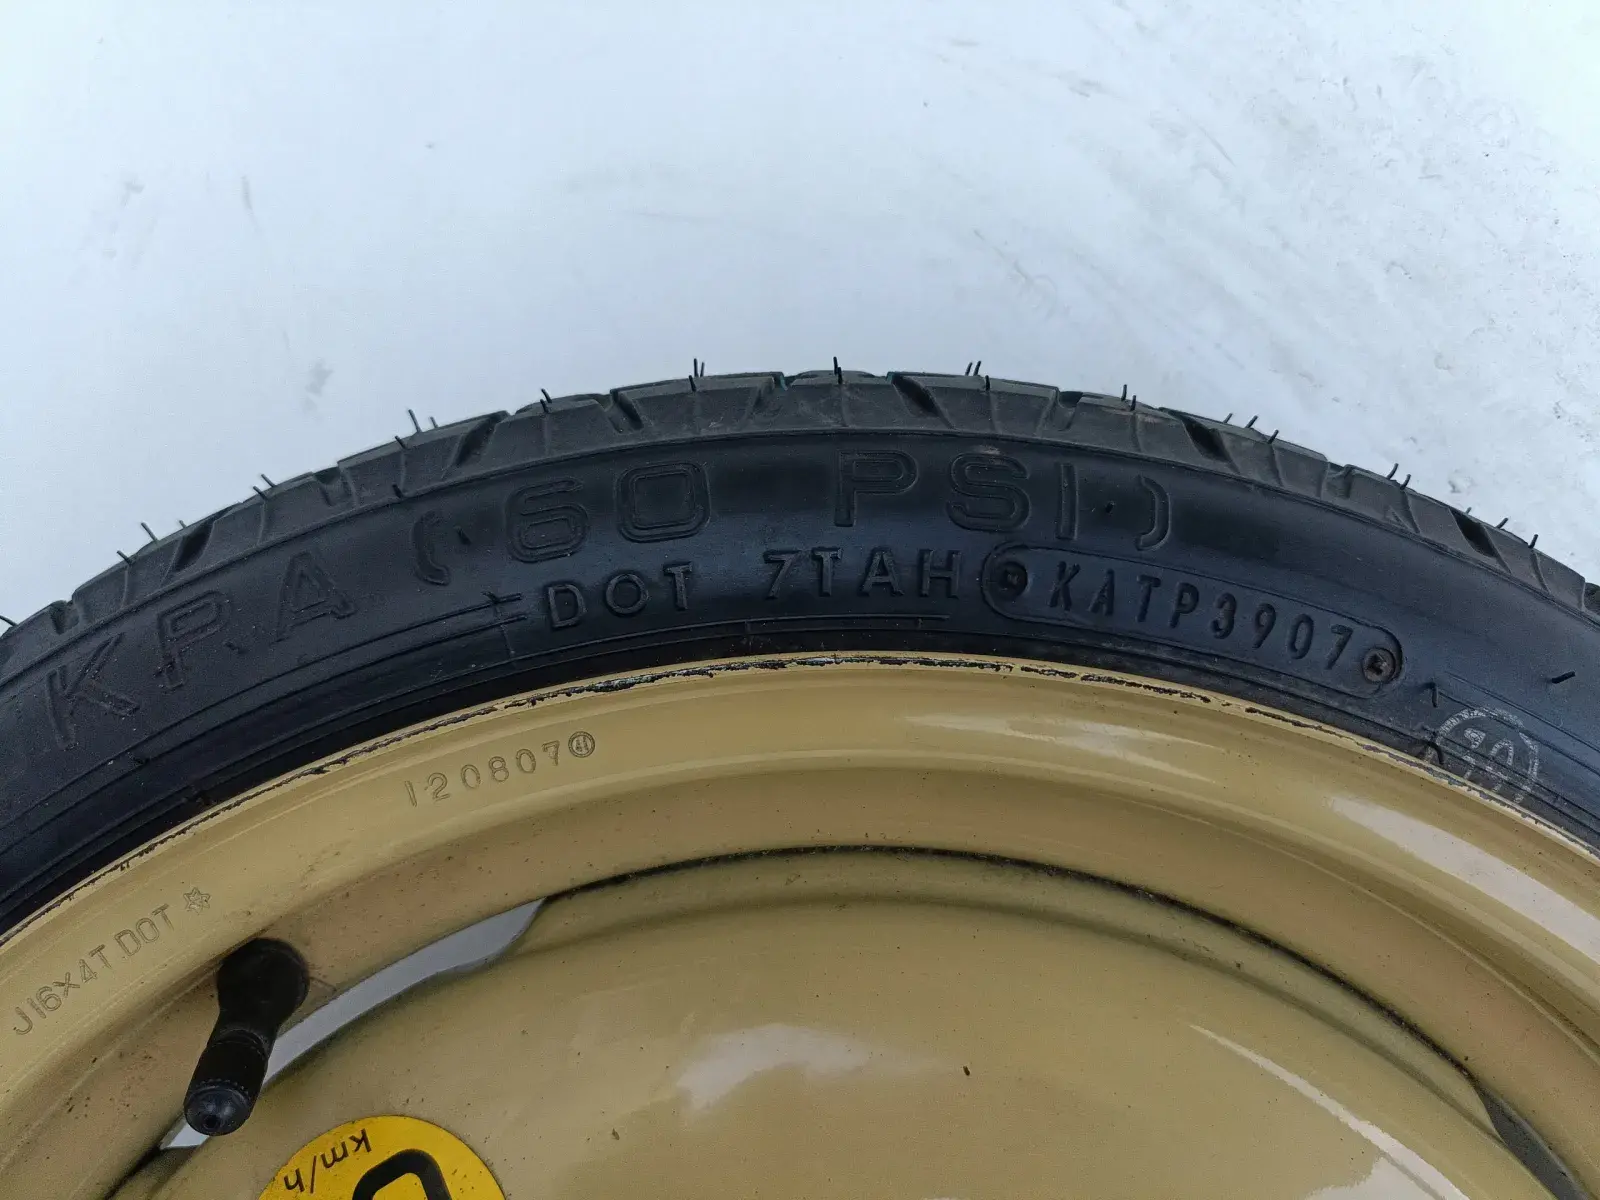 KPA (60 PSI)
DOT 7TAH KATP3907
120807
J16×4T DOT
km/h